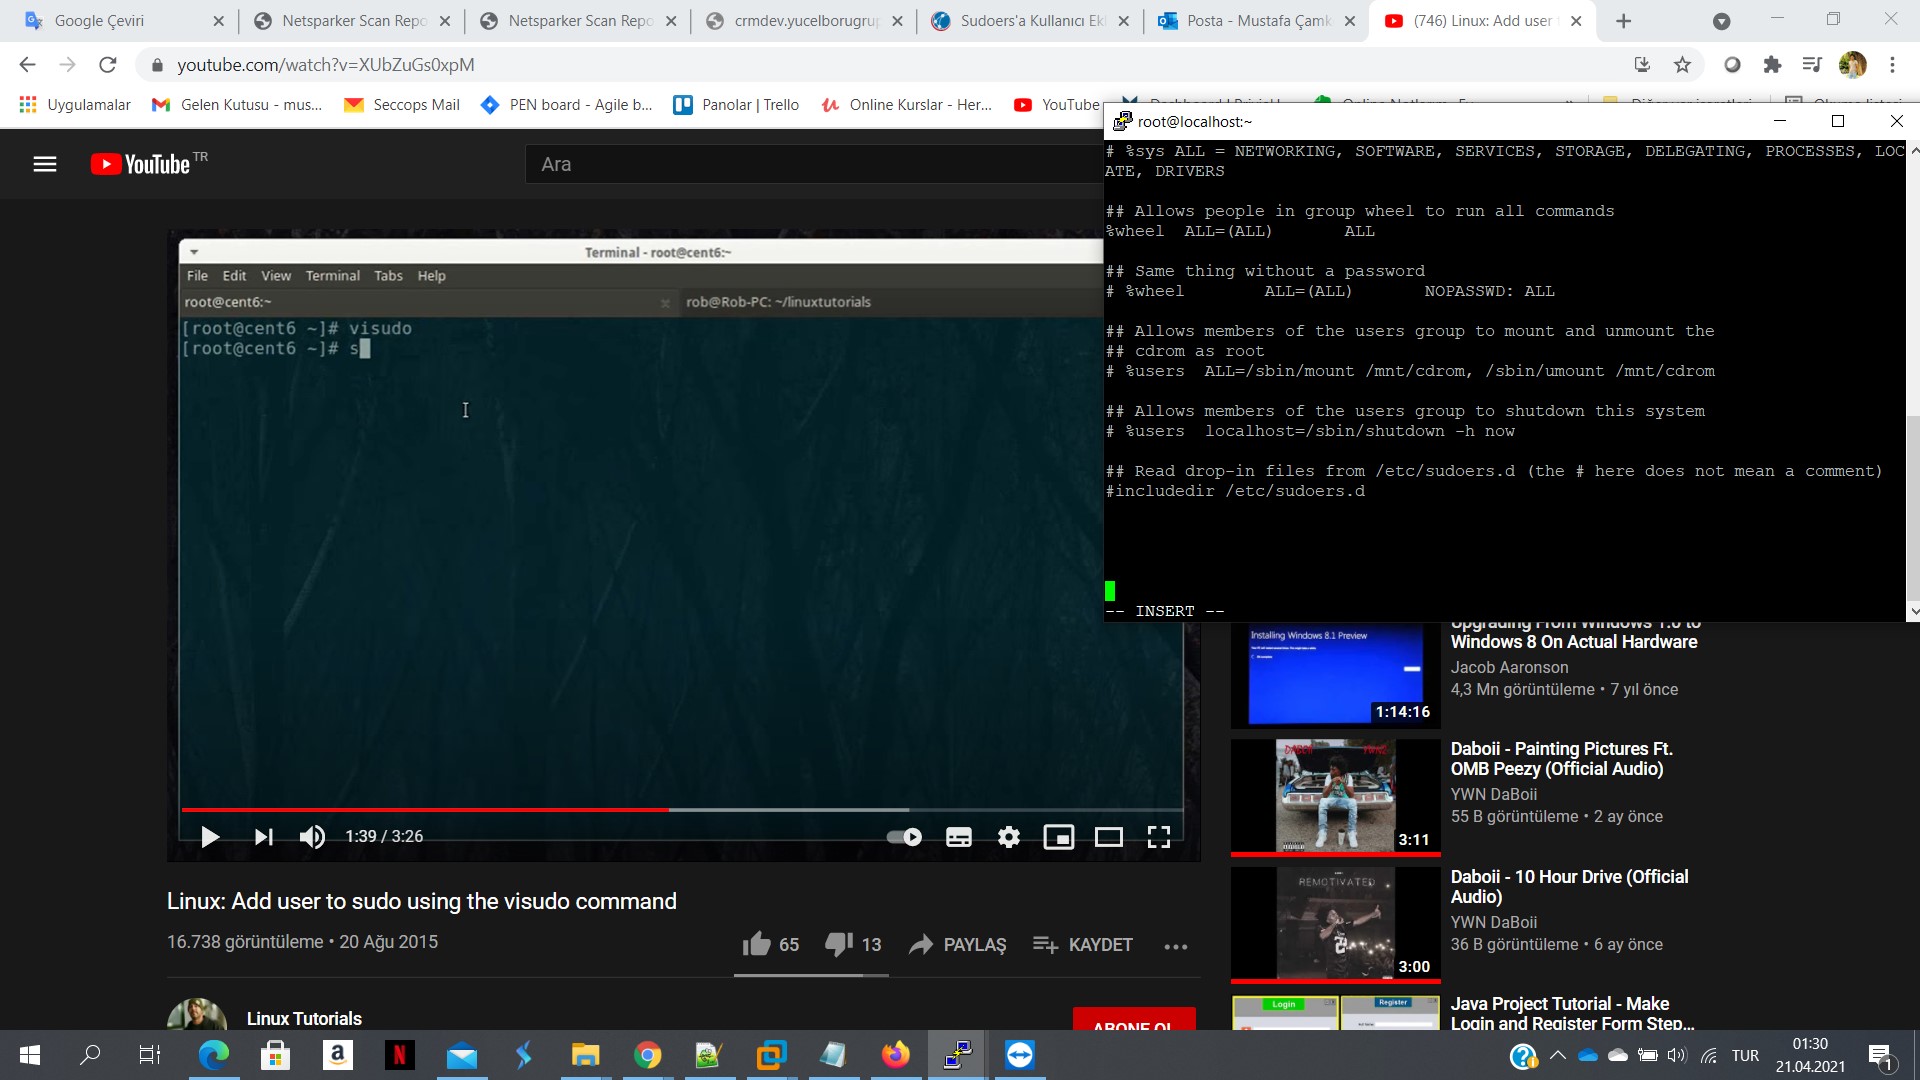 Google Çeviri
Netsparker Scan Repo
Netsparker Scan Repo
crmdev.yucelborugrup
Sudoers'a Kullanıcı Ekl
Posta - Mustafa Çamk
(746) Linux: Add user
youtube.com/watch?v=XUbZuGs0xpM
Uygulamalar
Gelen Kutusu - mus...
Seccops Mail
PEN board - Agile b...
Panolar | Trello
Online Kurslar - Her...
YouTube
YouTube TR
Ara
root@localhost:~
# %sys ALL = NETWORKING, SOFTWARE, SERVICES, STORAGE, DELEGATING, PROCESSES, LOC
ATE, DRIVERS
## Allows people in group wheel to run all commands
%wheel  ALL=(ALL)       ALL
## Same thing without a password
# %wheel        ALL=(ALL)       NOPASSWD: ALL
## Allows members of the users group to mount and unmount the
## cdrom as root
# %users  ALL=/sbin/mount /mnt/cdrom, /sbin/umount /mnt/cdrom
## Allows members of the users group to shutdown this system
# %users  localhost=/sbin/shutdown -h now
## Read drop-in files from /etc/sudoers.d (the # here does not mean a comment)
#includedir /etc/sudoers.d
-- INSERT --
Terminal - root@cent6:~
File Edit View Terminal Tabs Help
root@cent6:~
rob@Rob-PC: ~/linuxtutorials
[root@cent6 ~]# visudo
[root@cent6 ~]# s
1:39 / 3:26
Linux: Add user to sudo using the visudo command
16.738 görüntüleme • 20 Ağu 2015
65
13
PAYLAŞ
KAYDET
Linux Tutorials
ABONE OL
Installing Windows 8.1 Preview
1:14:16
Upgrading From Windows 1.0 to
Windows 8 On Actual Hardware
Jacob Aaronson
4,3 Mn görüntüleme • 7 yıl önce
DABOII
3:11
Daboii - Painting Pictures Ft.
OMB Peezy (Official Audio)
YWN DaBoii
55 B görüntüleme • 2 ay önce
REMOTIVATED
3:00
Daboii - 10 Hour Drive (Official
Audio)
YWN DaBoii
36 B görüntüleme • 6 ay önce
Login
Register
Java Project Tutorial - Make
Login and Register Form Step...
TUR
01:30
21.04.2021
1